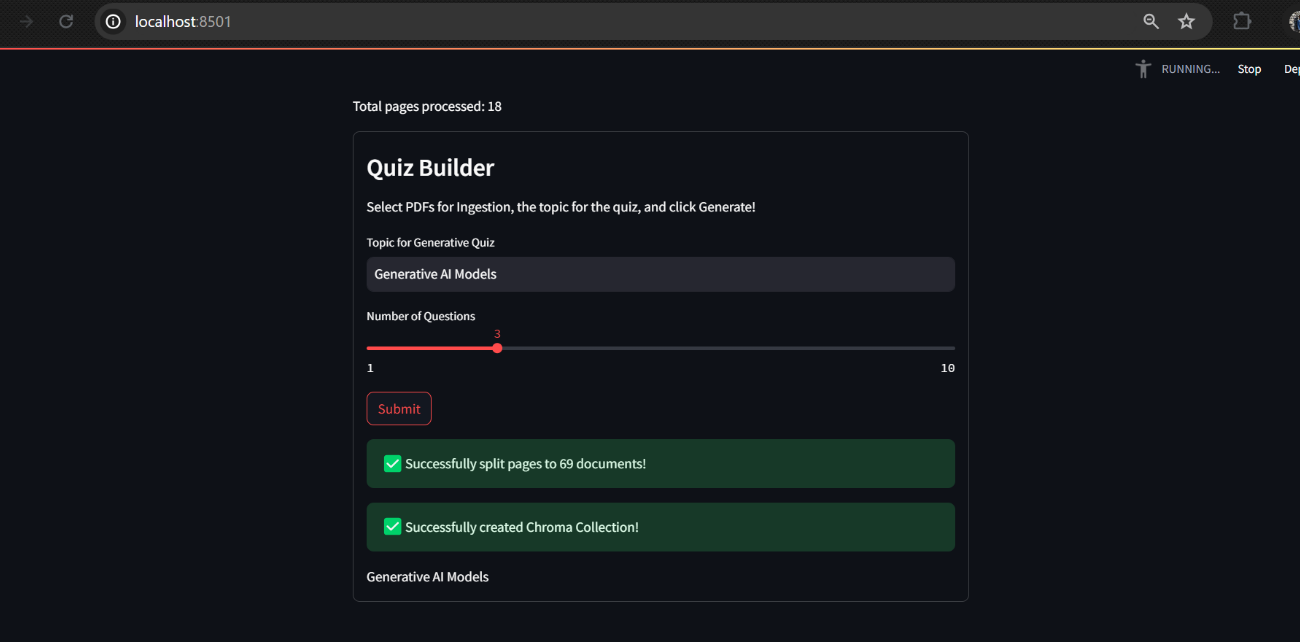 localhost:8501
RUNNING... Stop
Total pages processed: 18
Quiz Builder
Select PDFs for Ingestion, the topic for the quiz, and click Generate!
Topic for Generative Quiz
Generative AI Models
Number of Questions
3
1 10
Submit
Successfully split pages to 69 documents!
Successfully created Chroma Collection!
Generative AI Models